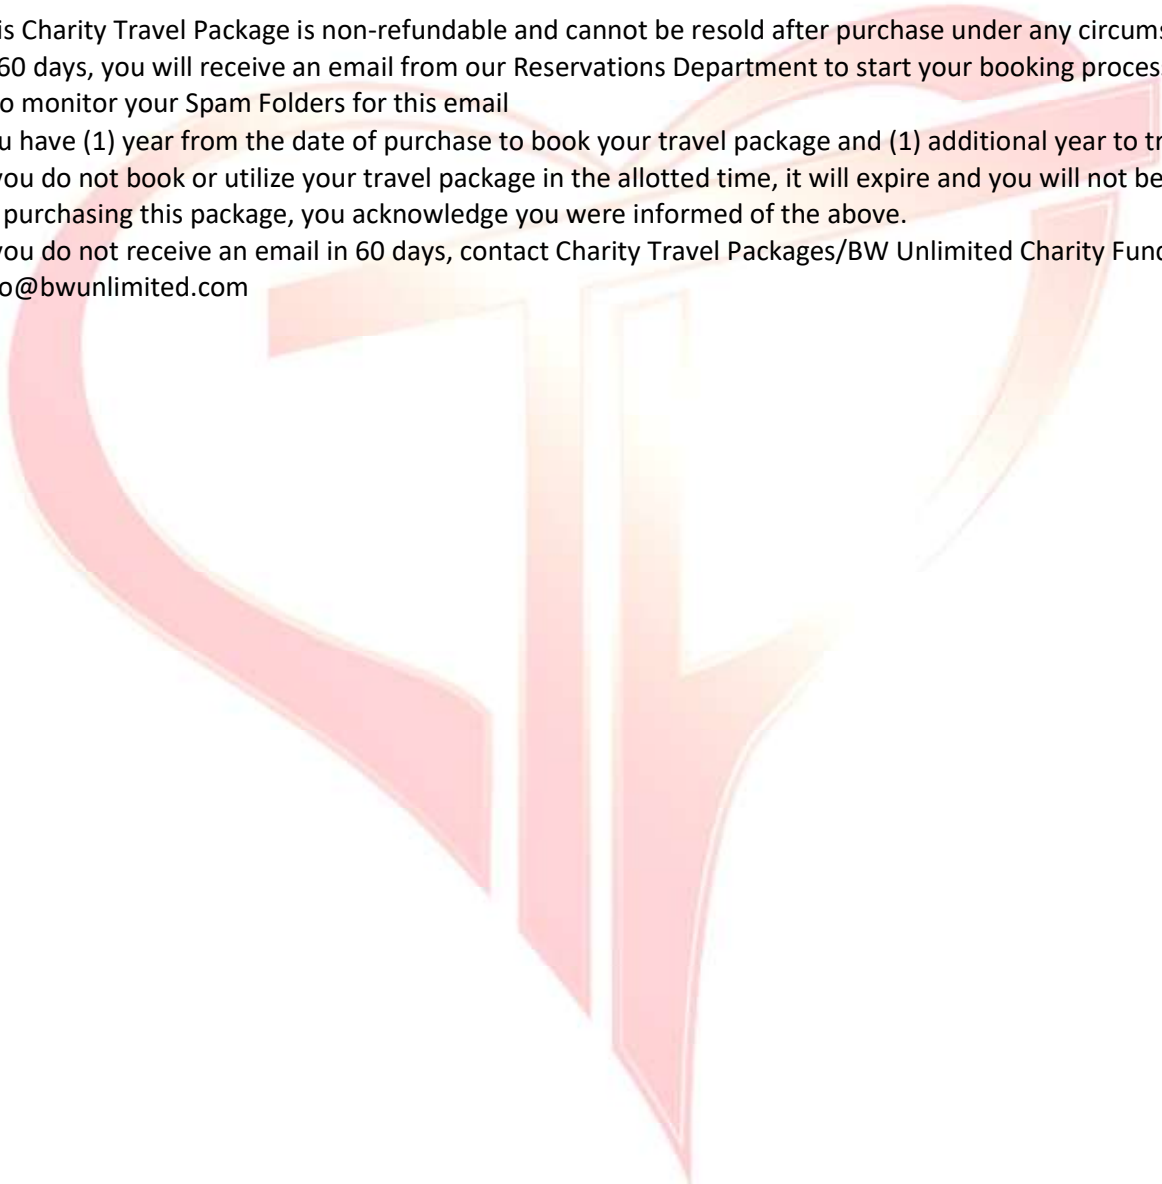 is Charity Travel Package is non-refundable and cannot be resold after purchase under any circums
60 days, you will receive an email from our Reservations Department to start your booking proces
o monitor your Spam Folders for this email
u have (1) year from the date of purchase to book your travel package and (1) additional year to tr
you do not book or utilize your travel package in the allotted time, it will expire and you will not be
purchasing this package, you acknowledge you were informed of the above.
you do not receive an email in 60 days, contact Charity Travel Packages/BW Unlimited Charity Fund
o@bwunlimited.com